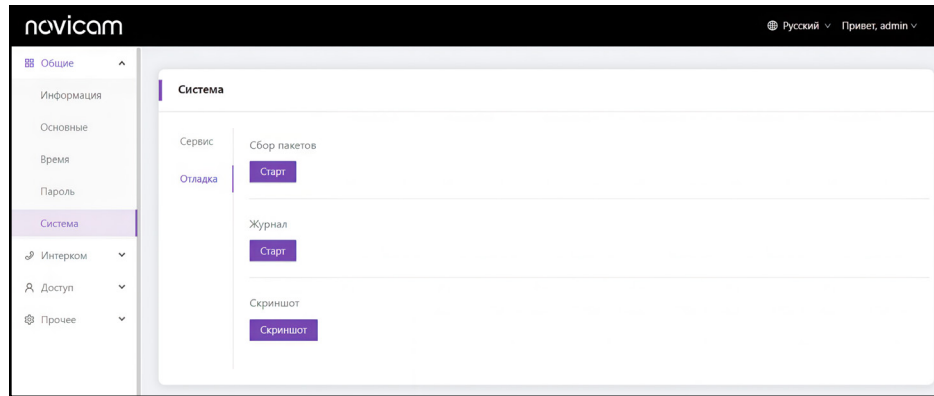 novicam
Русский
Привет, admin
Общие
Информация
Основные
Время
Пароль
Система
Интерком
Доступ
Прочее
Система
Сервис
Отладка
Сбор пакетов
Старт
Журнал
Старт
Скриншот
Скриншот